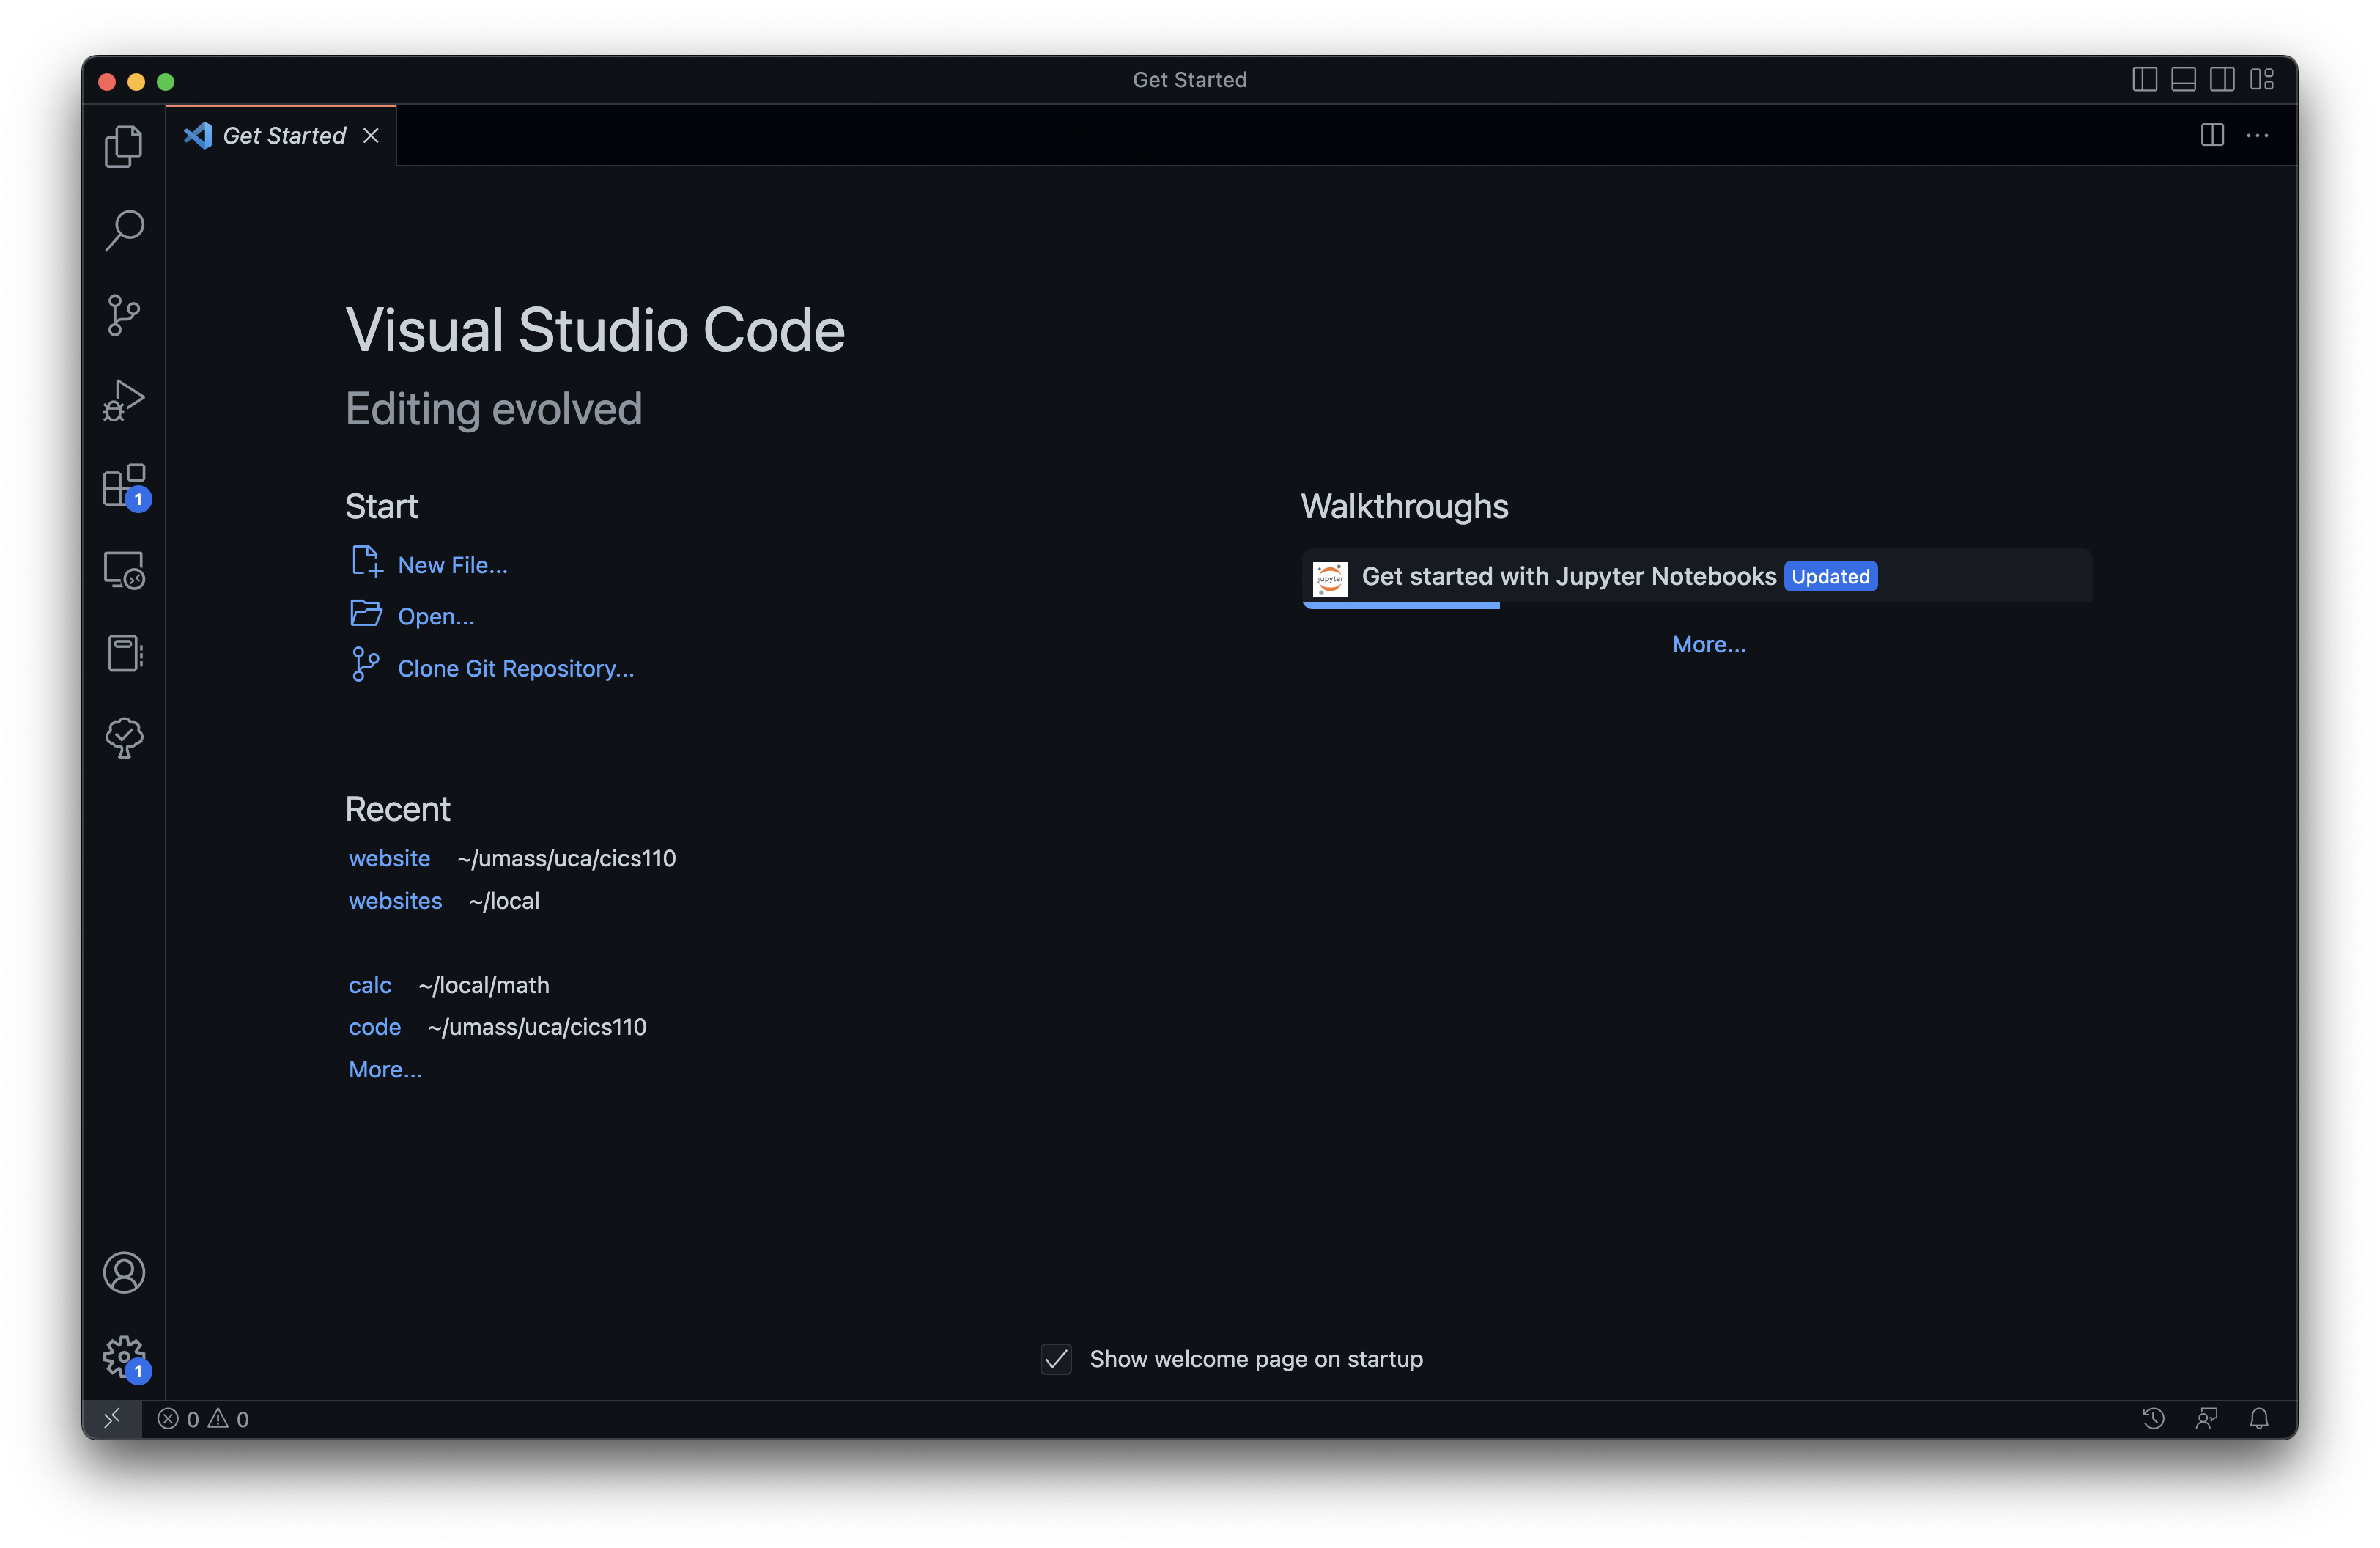 Get Started
Get Started
Visual Studio Code
Editing evolved
Start
New File...
Open...
Clone Git Repository...
Walkthroughs
jupyter
Get started with Jupyter Notebooks Updated
More...
Recent
website ~/umass/uca/cics110
websites ~/local
calc ~/local/math
code ~/umass/uca/cics110
More...
1
1
Show welcome page on startup
0 0